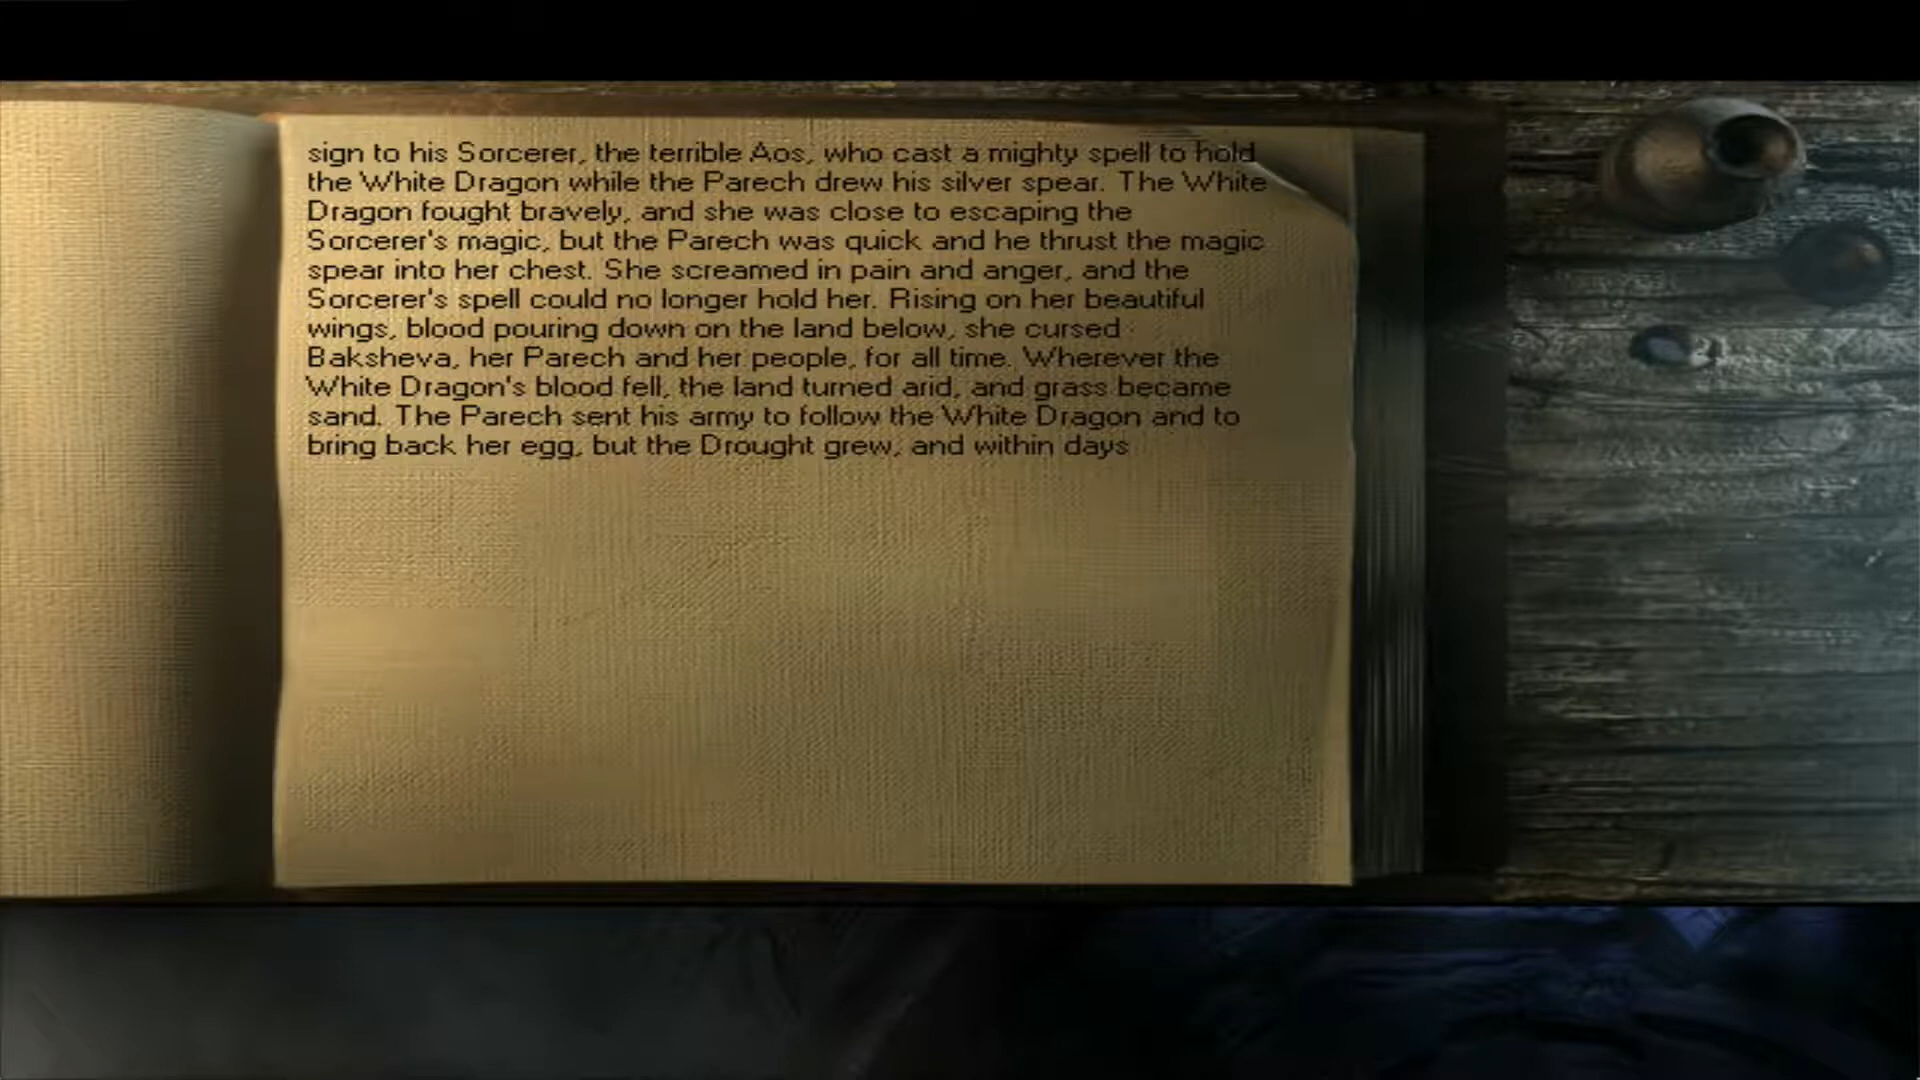 sign to his Sorcerer, the terrible Aos, who cast a mighty spell to hold
the White Dragon while the Parech drew his silver spear. The White
Dragon fought bravely, and she was close to escaping the
Sorcerer's magic, but the Parech was quick and he thrust the magic
spear into her chest. She screamed in pain and anger, and the
Sorcerer's spell could no longer hold her. Rising on her beautiful
wings, blood pouring down on the land below, she cursed
Baksheva, her Parech and her people, for all time. Wherever the
White Dragon's blood fell, the land turned arid, and grass became
sand. The Parech sent his army to follow the White Dragon and to
bring back her egg, but the Drought grew, and within days